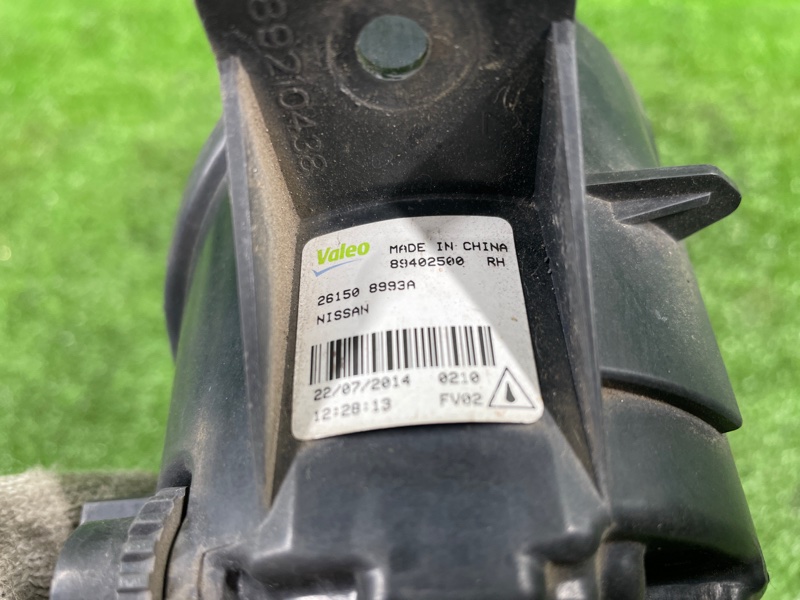 89210438
Valeo
MADE IN CHINA
89402500 RH
26150 8993A
NISSAN
22/07/2014 0210
12:28:13 FV02